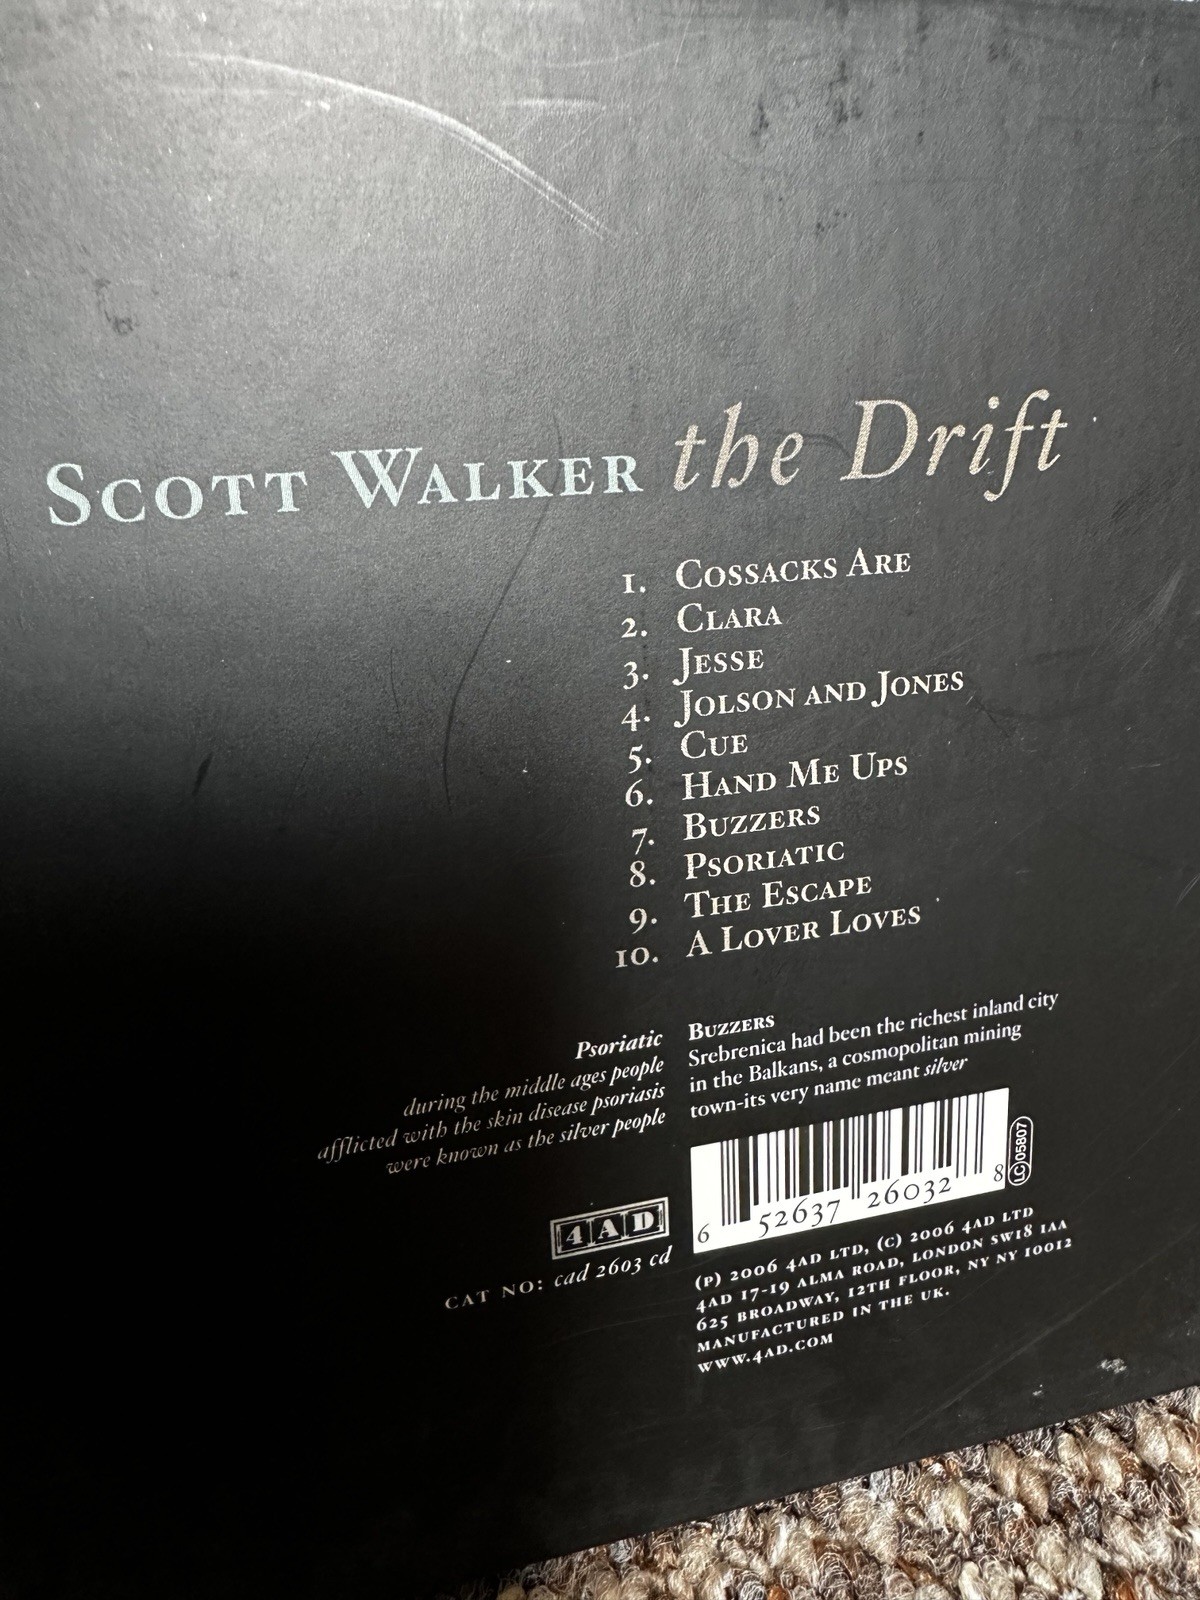 SCOTT WALKER the Drift
1. COSSACKS ARE
2. CLARA
3. JESSE
4. JOLSON AND JONES
5. CUE
6. HAND ME UPS
7. BUZZERS
8. PSORIATIC
9. THE ESCAPE
10. A LOVER LOVES
Psoriatic
during the middle ages people
afflicted with the skin disease psoriasis
were known as the silver people
BUZZERS
Srebrenica had been the richest inland city
in the Balkans, a cosmopolitan mining
town-its very name meant silver
4AD
CAT NO: cad 2603 cd
6 52637 26032 8
LC 05807
(P) 2006 4AD LTD, (C) 2006 4AD LTD
4AD 17-19 ALMA ROAD, LONDON SW18 1AA
625 BROADWAY, 12TH FLOOR, NY NY 10012
MANUFACTURED IN THE UK.
WWW.4AD.COM